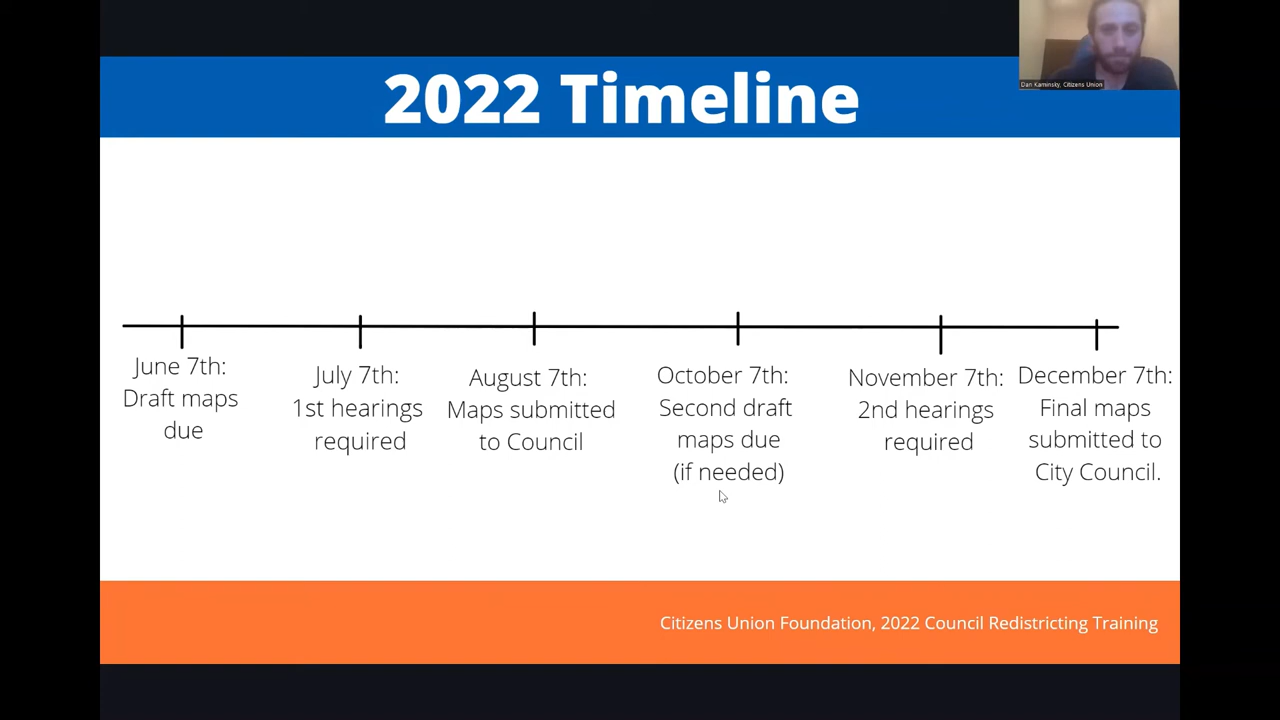 Dan Kaminsky, Citizens Union
2022 Timeline
June 7th:
Draft maps
due
July 7th:
1st hearings
required
August 7th:
Maps submitted
to Council
October 7th:
Second draft
maps due
(if needed)
November 7th:
2nd hearings
required
December 7th:
Final maps
submitted to
City Council.
Citizens Union Foundation, 2022 Council Redistricting Training